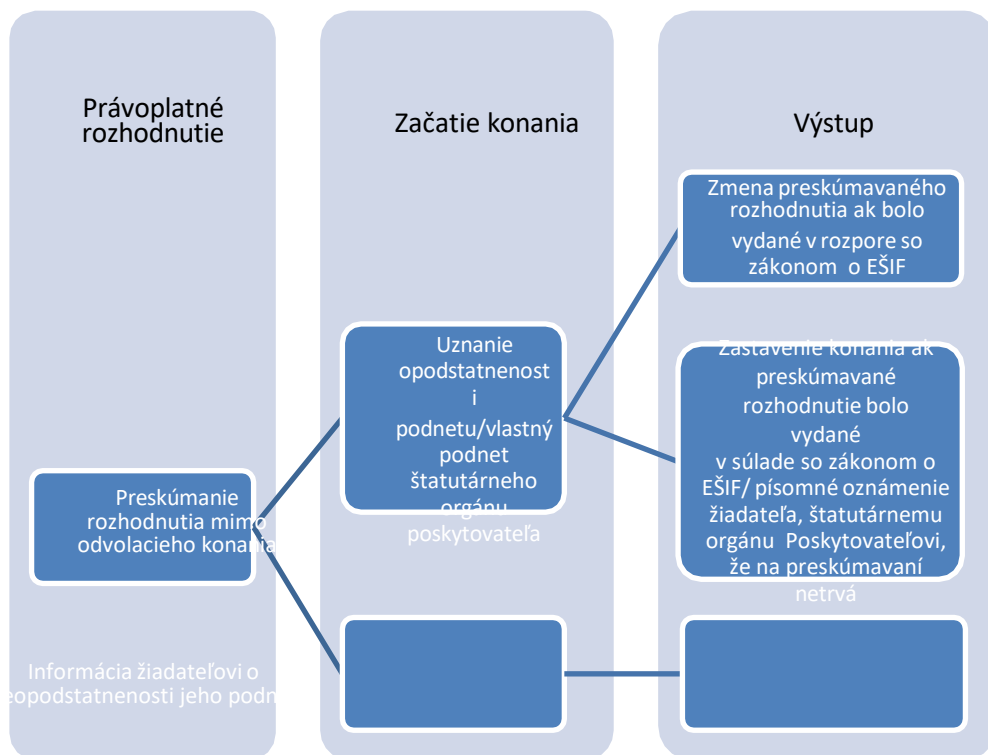 Právoplatné
rozhodnutie
Začatie konania
Výstup
Preskúmanie
rozhodnutia mimo
odvolacieho konania
Uznanie
opodstatnenost
i
podnetu/vlastný
podnet
štatutárneho
orgánu
poskytovateľa
Zmena preskúmavaného
rozhodnutia ak bolo
vydané v rozpore so
zákonom o EŠIF
Zastavenie konania ak
preskúmavané
rozhodnutie bolo
vydané
v súlade so zákonom o
EŠIF/ písomné oznámenie
žiadateľa, štatutárnemu
orgánu Poskytovateľovi,
že na preskúmavaní
netrvá
Informácia žiadateľovi o
jeho